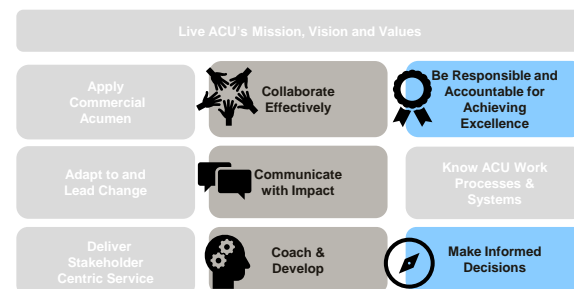 Live ACU's Mission, Vision and Values
Apply
Commercial
Acumen
Collaborate
Effectively
Be Responsible and
Accountable for
Achieving
Excellence
Adapt to and
Lead Change
Communicate
with Impact
Know ACU Work
Processes &
Systems
Deliver
Stakeholder
Centric Service
Coach &
Develop
Make Informed
Decisions